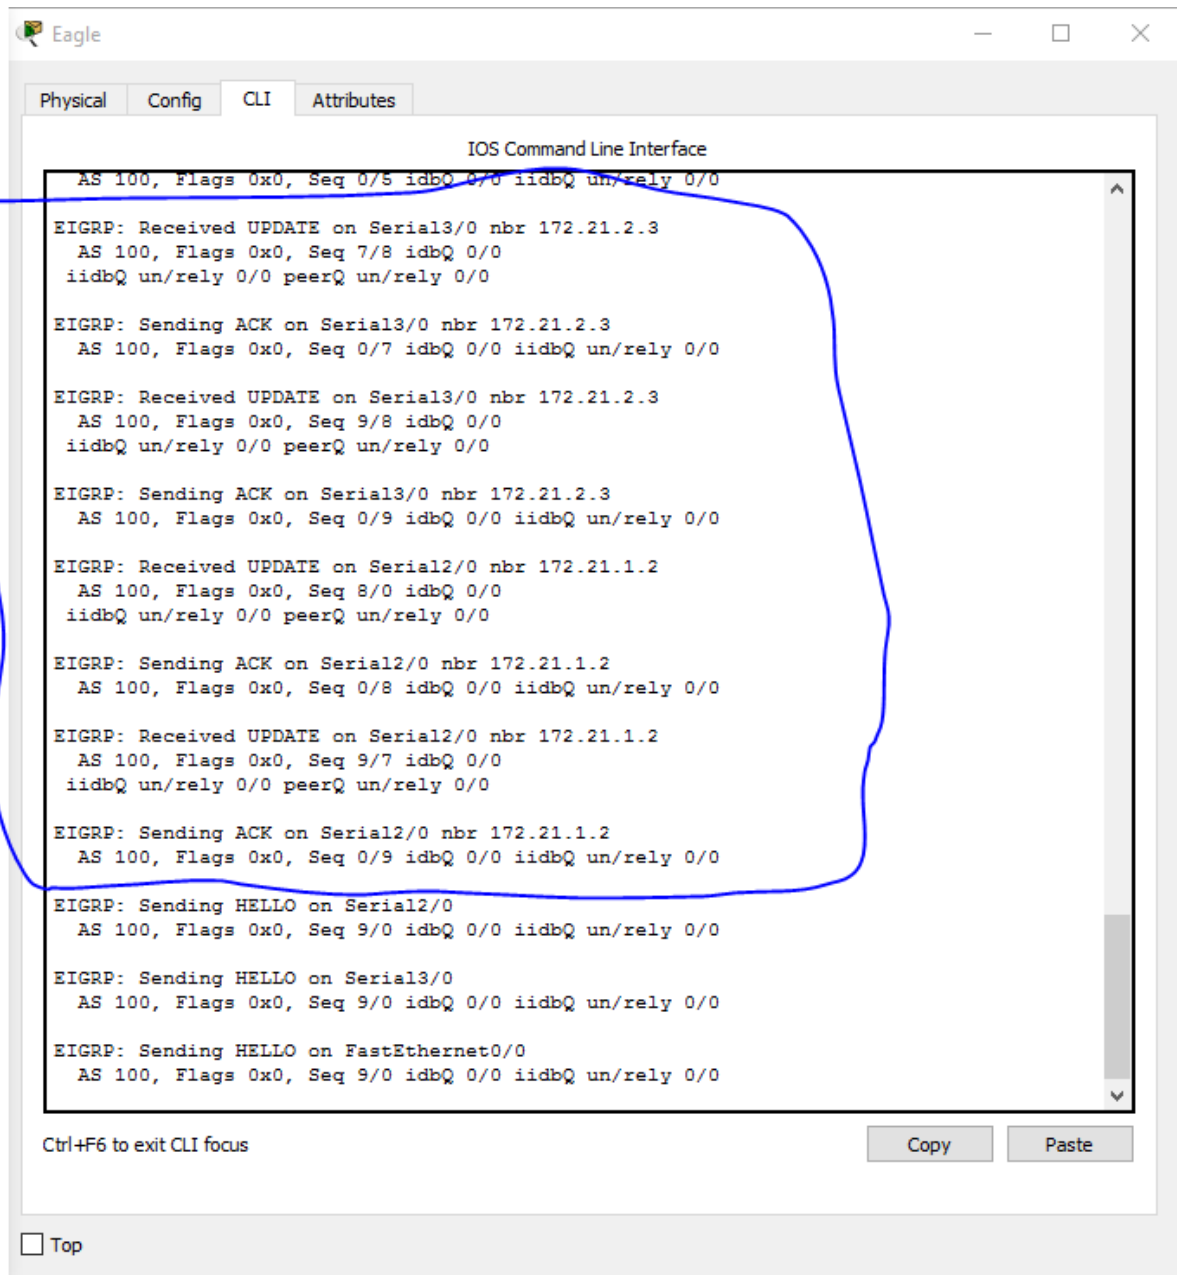 Eagle
Physical Config CLI Attributes
IOS Command Line Interface
AS 100, Flags 0x0, Seq 0/5 idbQ 0/0 iidbQ un/rely 0/0
EIGRP: Received UPDATE on Serial3/0 nbr 172.21.2.3
AS 100, Flags 0x0, Seq 7/8 idbQ 0/0
iidbQ un/rely 0/0 peerQ un/rely 0/0
EIGRP: Sending ACK on Serial3/0 nbr 172.21.2.3
AS 100, Flags 0x0, Seq 0/7 idbQ 0/0 iidbQ un/rely 0/0
EIGRP: Received UPDATE on Serial3/0 nbr 172.21.2.3
AS 100, Flags 0x0, Seq 9/8 idbQ 0/0
iidbQ un/rely 0/0 peerQ un/rely 0/0
EIGRP: Sending ACK on Serial3/0 nbr 172.21.2.3
AS 100, Flags 0x0, Seq 0/9 idbQ 0/0 iidbQ un/rely 0/0
EIGRP: Received UPDATE on Serial2/0 nbr 172.21.1.2
AS 100, Flags 0x0, Seq 8/0 idbQ 0/0
iidbQ un/rely 0/0 peerQ un/rely 0/0
EIGRP: Sending ACK on Serial2/0 nbr 172.21.1.2
AS 100, Flags 0x0, Seq 0/8 idbQ 0/0 iidbQ un/rely 0/0
EIGRP: Received UPDATE on Serial2/0 nbr 172.21.1.2
AS 100, Flags 0x0, Seq 9/7 idbQ 0/0
iidbQ un/rely 0/0 peerQ un/rely 0/0
EIGRP: Sending ACK on Serial2/0 nbr 172.21.1.2
AS 100, Flags 0x0, Seq 0/9 idbQ 0/0 iidbQ un/rely 0/0
EIGRP: Sending HELLO on Serial2/0
AS 100, Flags 0x0, Seq 9/0 idbQ 0/0 iidbQ un/rely 0/0
EIGRP: Sending HELLO on Serial3/0
AS 100, Flags 0x0, Seq 9/0 idbQ 0/0 iidbQ un/rely 0/0
EIGRP: Sending HELLO on FastEthernet0/0
AS 100, Flags 0x0, Seq 9/0 idbQ 0/0 iidbQ un/rely 0/0
Ctrl+F6 to exit CLI focus Copy Paste
Top